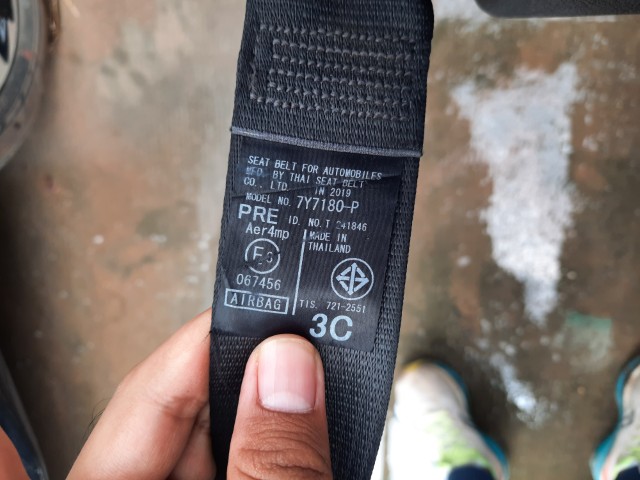 SEAT BELT FOR AUTOMOBILES
MFG. BY THAI SEAT BELT
CO., LTD. IN 2019
MODEL NO. 7Y7180-P
PRE ID. NO. T 241846
Aer4mp
MADE IN
THAILAND
067456
AIRBAG
TIS. 721-2551
3C